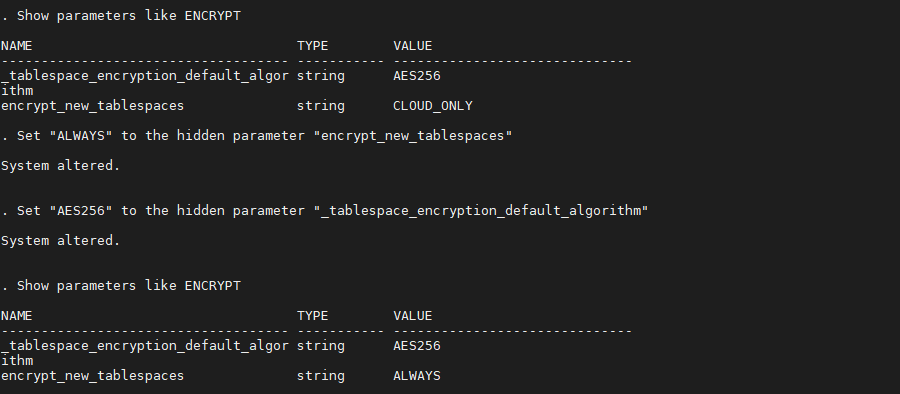 . Show parameters like ENCRYPT
NAME                                 TYPE        VALUE
------------------------------------ ----------- ------------------------------
_tablespace_encryption_default_algor string      AES256
ithm
encrypt_new_tablespaces              string      CLOUD_ONLY
. Set "ALWAYS" to the hidden parameter "encrypt_new_tablespaces"
System altered.
. Set "AES256" to the hidden parameter "_tablespace_encryption_default_algorithm"
System altered.
. Show parameters like ENCRYPT
NAME                                 TYPE        VALUE
------------------------------------ ----------- ------------------------------
_tablespace_encryption_default_algor string      AES256
ithm
encrypt_new_tablespaces              string      ALWAYS